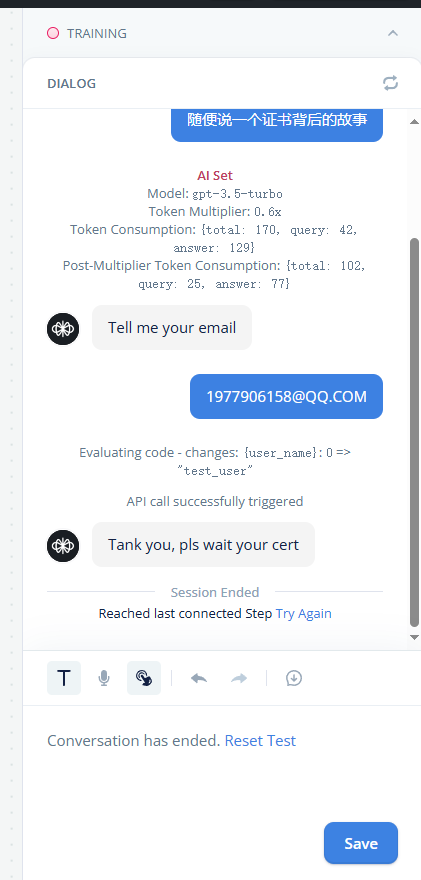 TRAINING
DIALOG
随便说一个证书背后的故事
AI Set
Model: gpt-3.5-turbo
Token Multiplier: 0.6x
Token Consumption: {total: 170, query: 42,
answer: 129}
Post-Multiplier Token Consumption: {total: 102,
query: 25, answer: 77}
Tell me your email
1977906158@QQ.COM
Evaluating code - changes: {user_name}: 0 =>
"test_user"
API call successfully triggered
Tank you, pls wait your cert
Session Ended
Reached last connected Step Try Again
T
Conversation has ended. Reset Test
Save